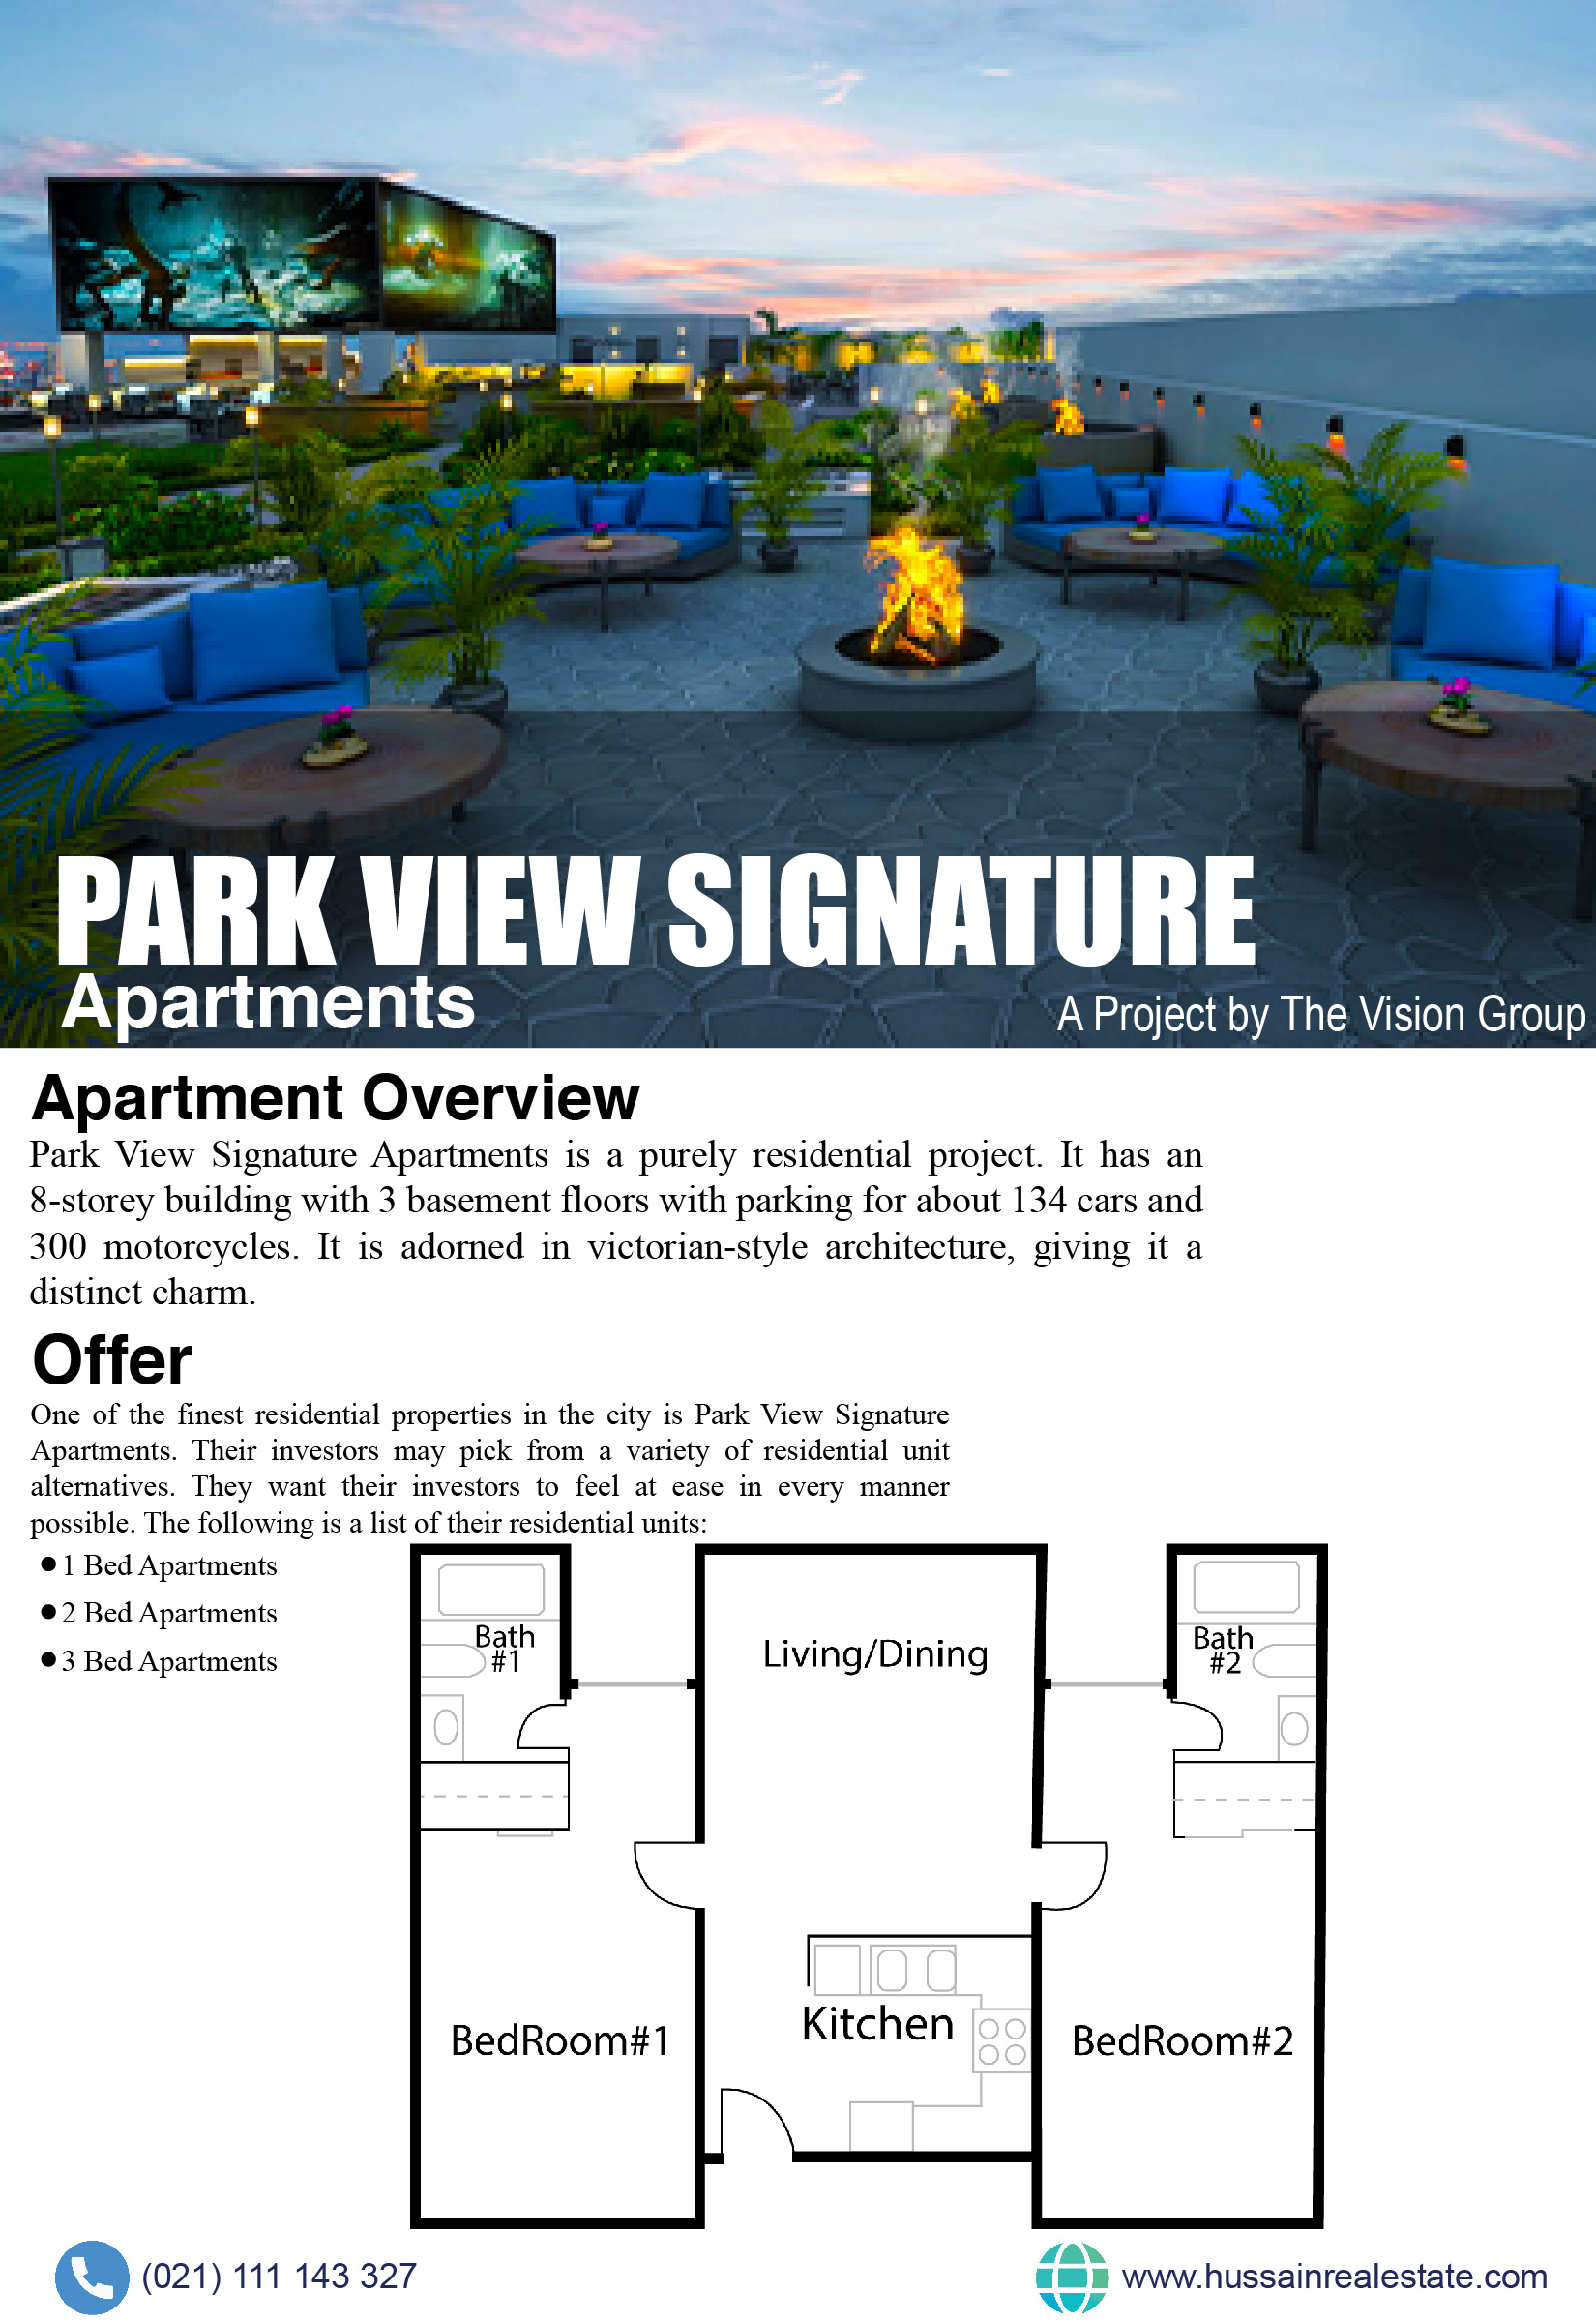 PARK VIEW SIGNATURE
Apartments
A Project by The Vision Group
Apartment Overview
Park View Signature Apartments is a purely residential project. It has an
8-storey building with 3 basement floors with parking for about 134 cars and
300 motorcycles. It is adorned in victorian-style architecture, giving it a
distinct charm.
Offer
One of the finest residential properties in the city is Park View Signature
Apartments. Their investors may pick from a variety of residential unit
alternatives. They want their investors to feel at ease in every manner
possible. The following is a list of their residential units:
●1 Bed Apartments
●2 Bed Apartments
●3 Bed Apartments
Bath
#1
Living/Dining
Bath
#2
BedRoom#1
Kitchen
BedRoom#2
(021) 111 143 327
www.hussainrealestate.com